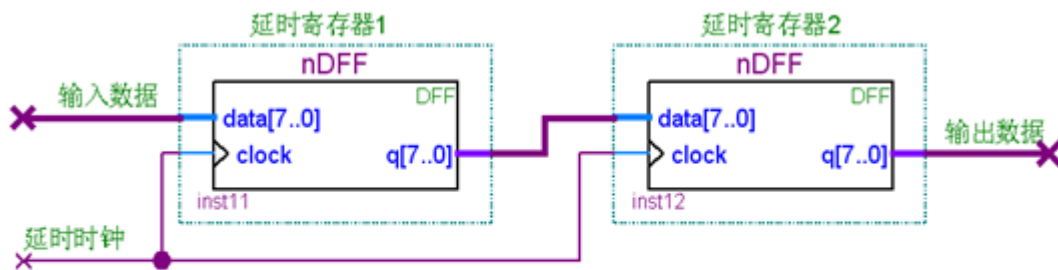 延时寄存器1
延时寄存器2
nDFF
nDFF
DFF
DFF
输入数据
data[7..0]
data[7..0]
输出数据
clock
q[7..0]
clock
q[7..0]
inst11
inst12
延时时钟